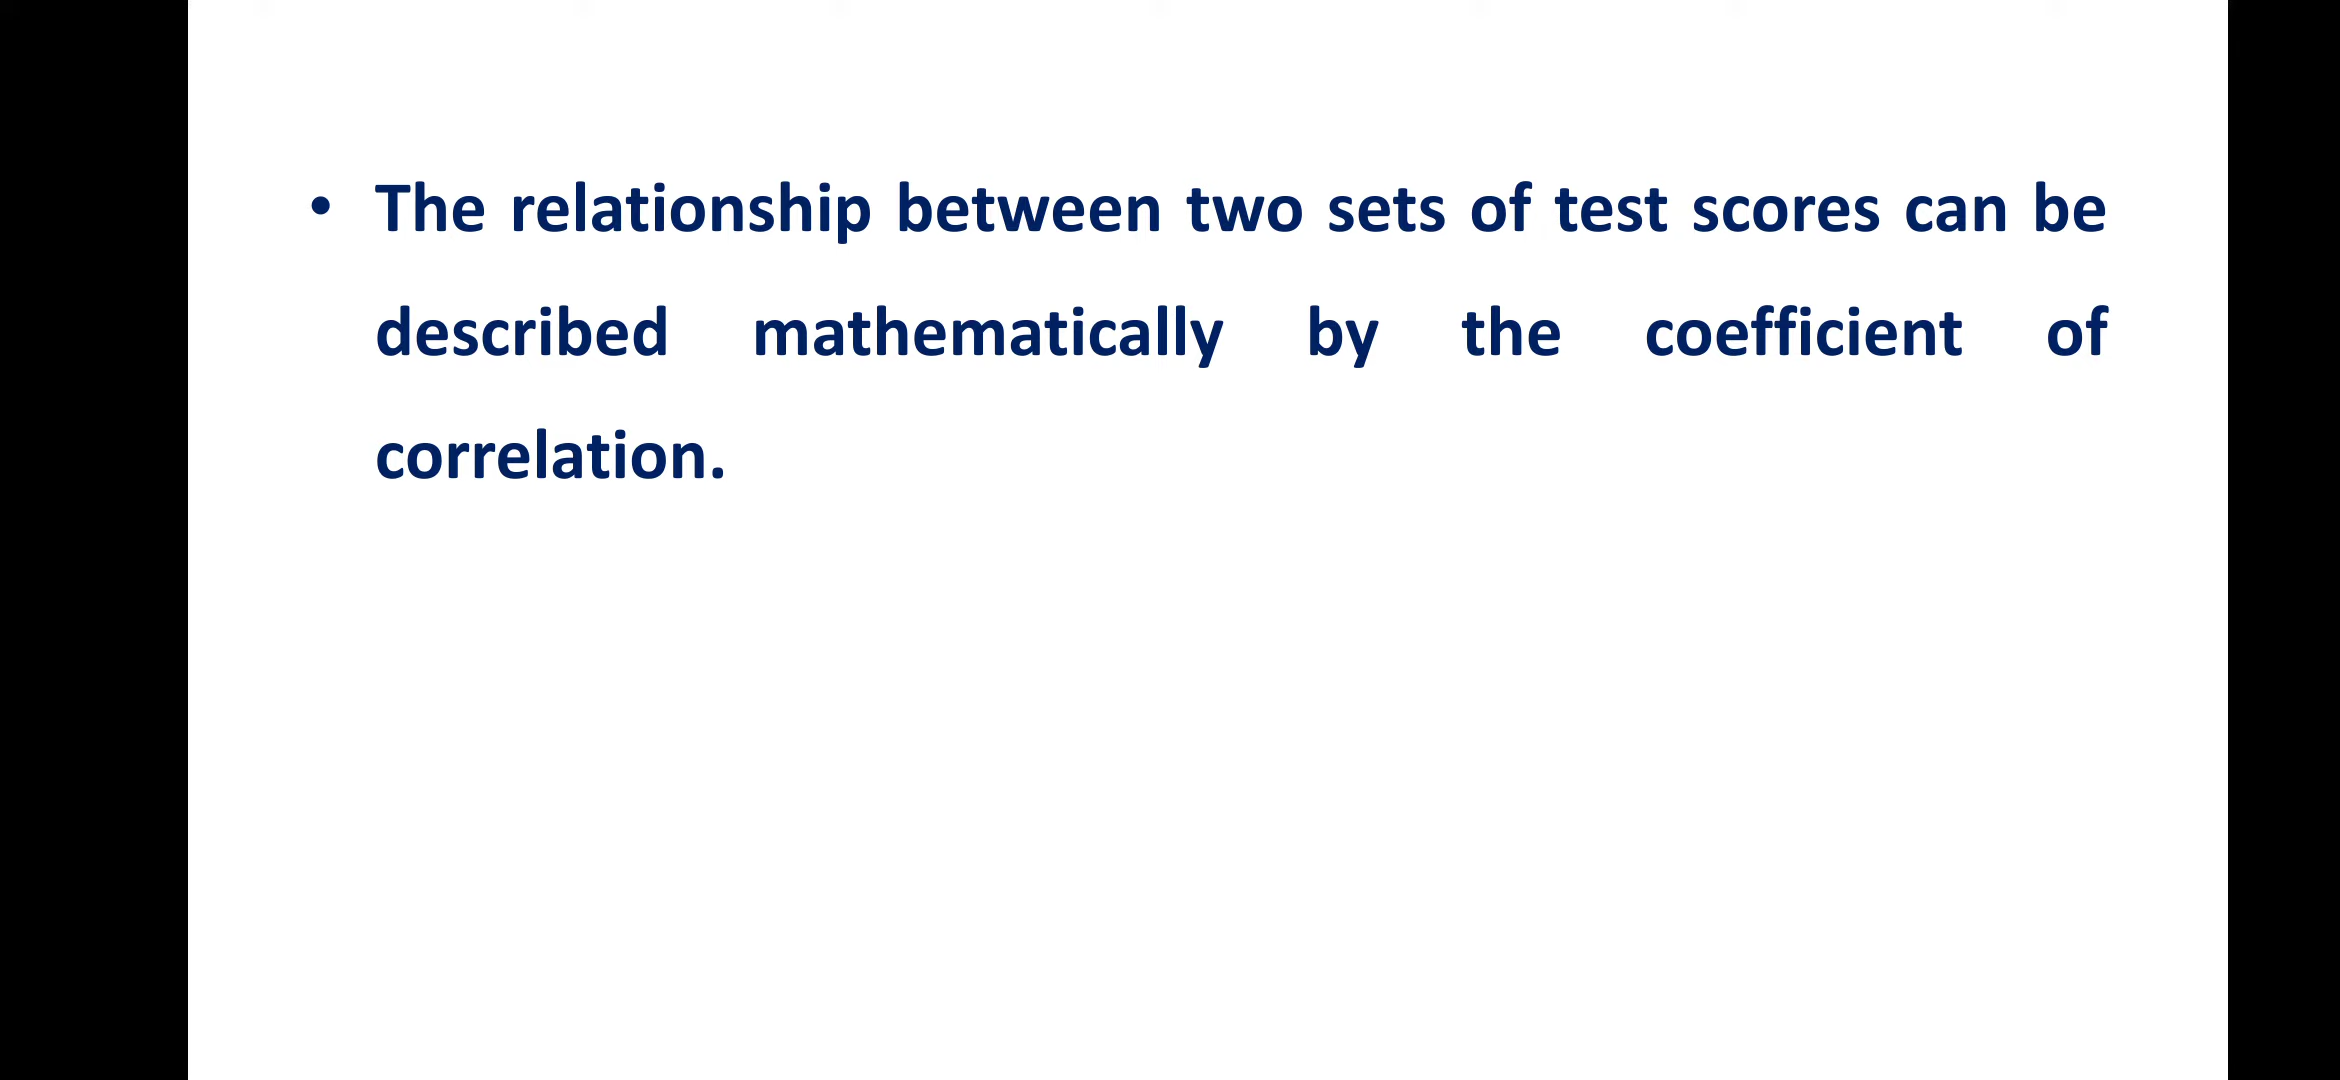 • The relationship between two sets of test scores can be
described mathematically by the coefficient of
correlation.